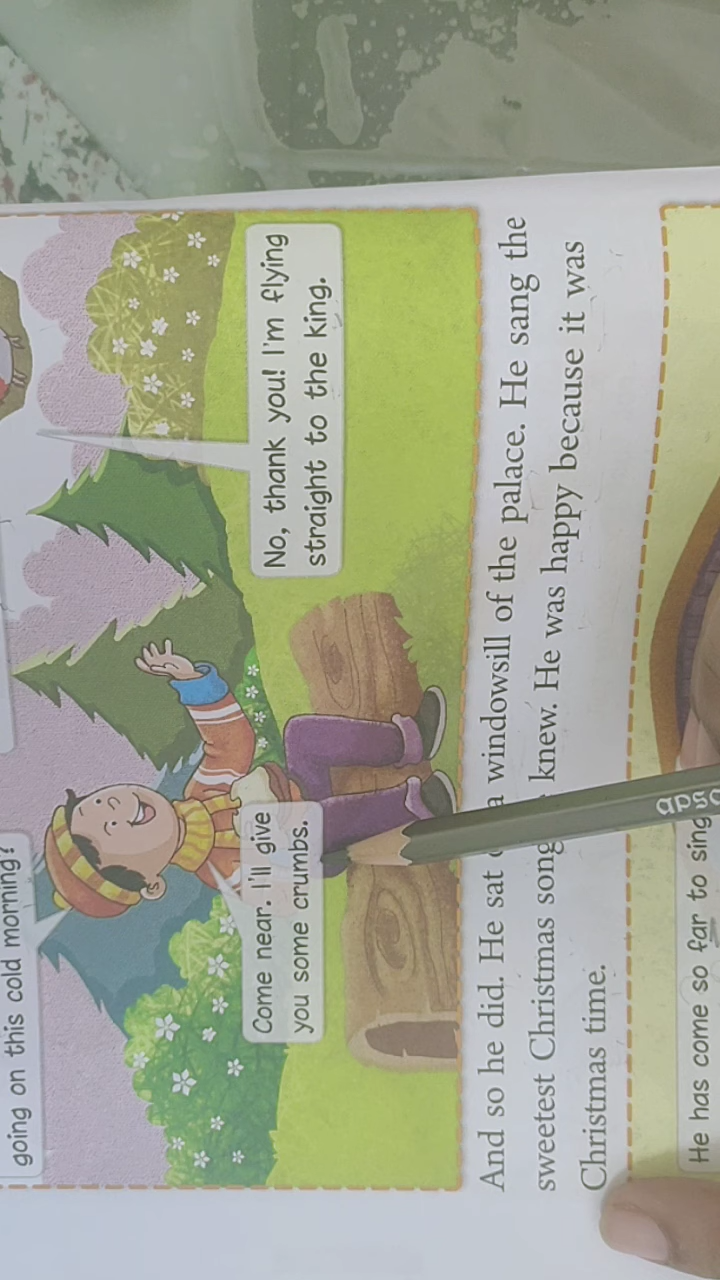 going on this cold morning?
Come near. I'll give
you some crumbs.
No, thank you! I'm flying
straight to the king.
And so he did. He sat windowsill of the palace. He sang the
sweetest Christmas song knew. He was happy because it was
Christmas time.
He has come so far to sing
apsa